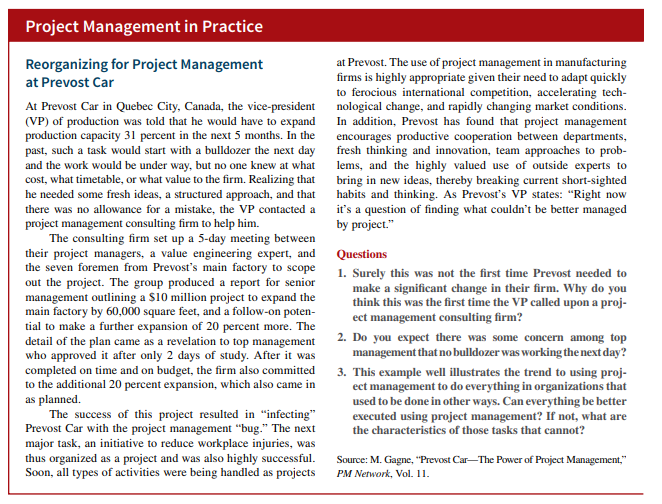 Project Management in Practice
Reorganizing for Project Management
at Prevost Car
At Prevost Car in Quebec City, Canada, the vice-president
(VP) of production was told that he would have to expand
production capacity 31 percent in the next 5 months. In the
past, such a task would start with a bulldozer the next day
and the work would be under way, but no one knew at what
cost, what timetable, or what value to the firm. Realizing that
he needed some fresh ideas, a structured approach, and that
there was no allowance for a mistake, the VP contacted a
project management consulting firm to help him.
The consulting firm set up a 5-day meeting between
their project managers, a value engineering expert, and
the seven foremen from Prevost's main factory to scope
out the project. The group produced a report for senior
management outlining a $10 million project to expand the
main factory by 60,000 square feet, and a follow-on poten-
tial to make a further expansion of 20 percent more. The
detail of the plan came as a revelation to top management
who approved it after only 2 days of study. After it was
completed on time and on budget, the firm also committed
to the additional 20 percent expansion, which also came in
as planned.
The success of this project resulted in “infecting”
Prevost Car with the project management “bug.” The next
major task, an initiative to reduce workplace injuries, was
thus organized as a project and was also highly successful.
Soon, all types of activities were being handled as projects
at Prevost. The use of project management in manufacturing
firms is highly appropriate given their need to adapt quickly
to ferocious international competition, accelerating tech-
nological change, and rapidly changing market conditions.
In addition, Prevost has found that project management
encourages productive cooperation between departments,
fresh thinking and innovation, team approaches to prob-
lems, and the highly valued use of outside experts to
bring in new ideas, thereby breaking current short-sighted
habits and thinking. As Prevost's VP states: “Right now
it's a question of finding what couldn't be better managed
by project.”
Questions
1. Surely this was not the first time Prevost needed to
make a significant change in their firm. Why do you
think this was the first time the VP called upon a proj-
ect management consulting firm?
2. Do you expect there was some concern among top
management that no bulldozer was working the next day?
3. This example well illustrates the trend to using proj-
ect management to do everything in organizations that
used to be done in other ways. Can everything be better
executed using project management? If not, what are
the characteristics of those tasks that cannot?
Source: M. Gagne, “Prevost Car—The Power of Project Management,”
PM Network, Vol. 11.